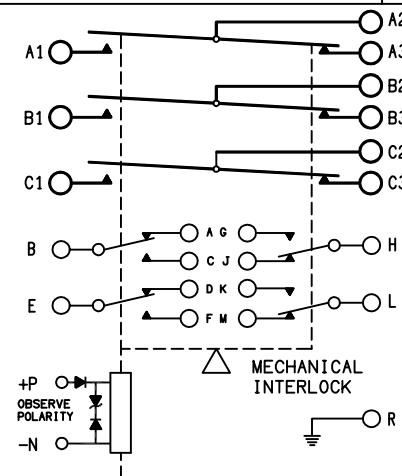 A2
A1
A3
B2
B1
B3
C2
C1
C3
B
A G
H
C J
E
D K
L
F M
MECHANICAL
INTERLOCK
+P
OBSERVE
POLARITY
-N
R